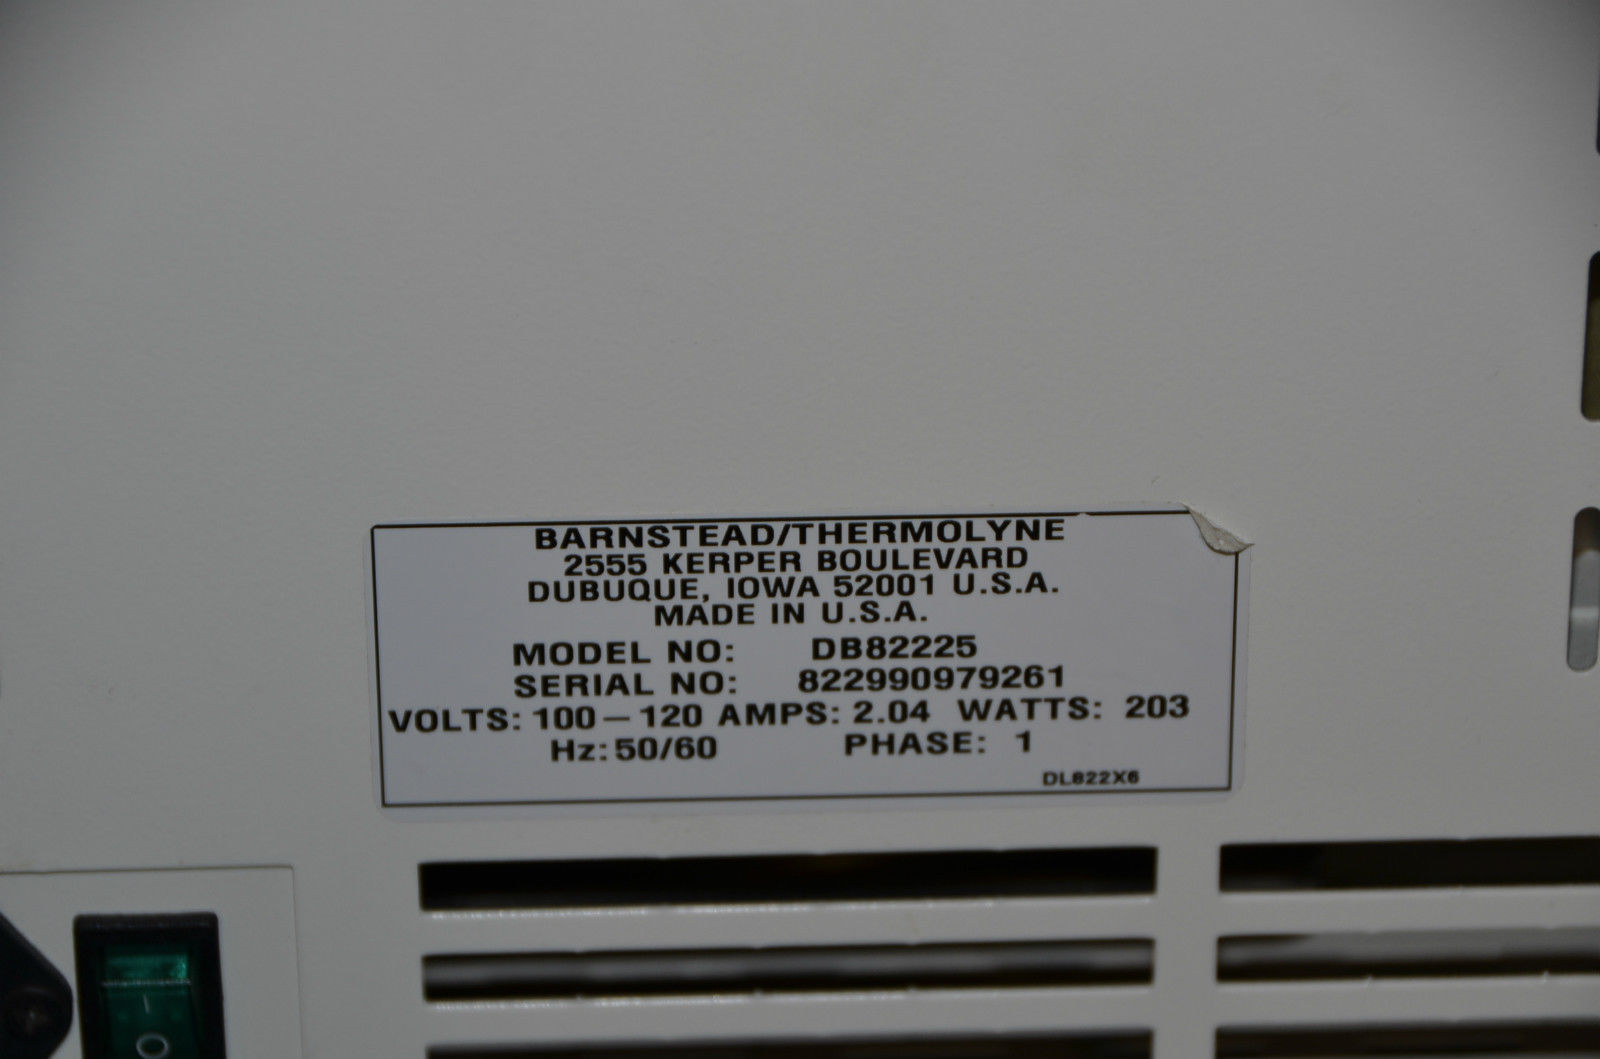 BARNSTEAD/THERMOLYNE
2555 KERPER BOULEVARD
DUBUQUE, IOWA 52001 U.S.A.
MADE IN U.S.A.
MODEL NO: DB82225
SERIAL NO: 822990979261
VOLTS: 100-120 AMPS: 2.04 WATTS: 203
Hz: 50/60 PHASE: 1
DL822X6